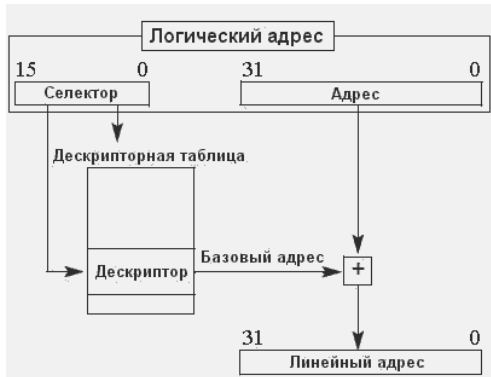 Логический адрес
15 0 31 0
Селектор Адрес
Дескрипторная таблица
Базовый адрес
Дескриптор +
31 0
Линейный адрес